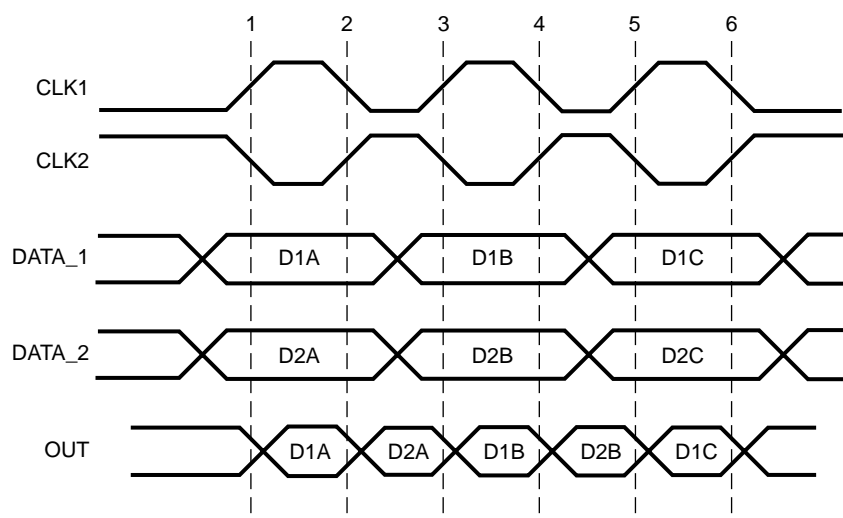 1 2 3 4 5 6
CLK1
CLK2
DATA_1 D1A D1B D1C
DATA_2 D2A D2B D2C
OUT D1A D2A D1B D2B D1C